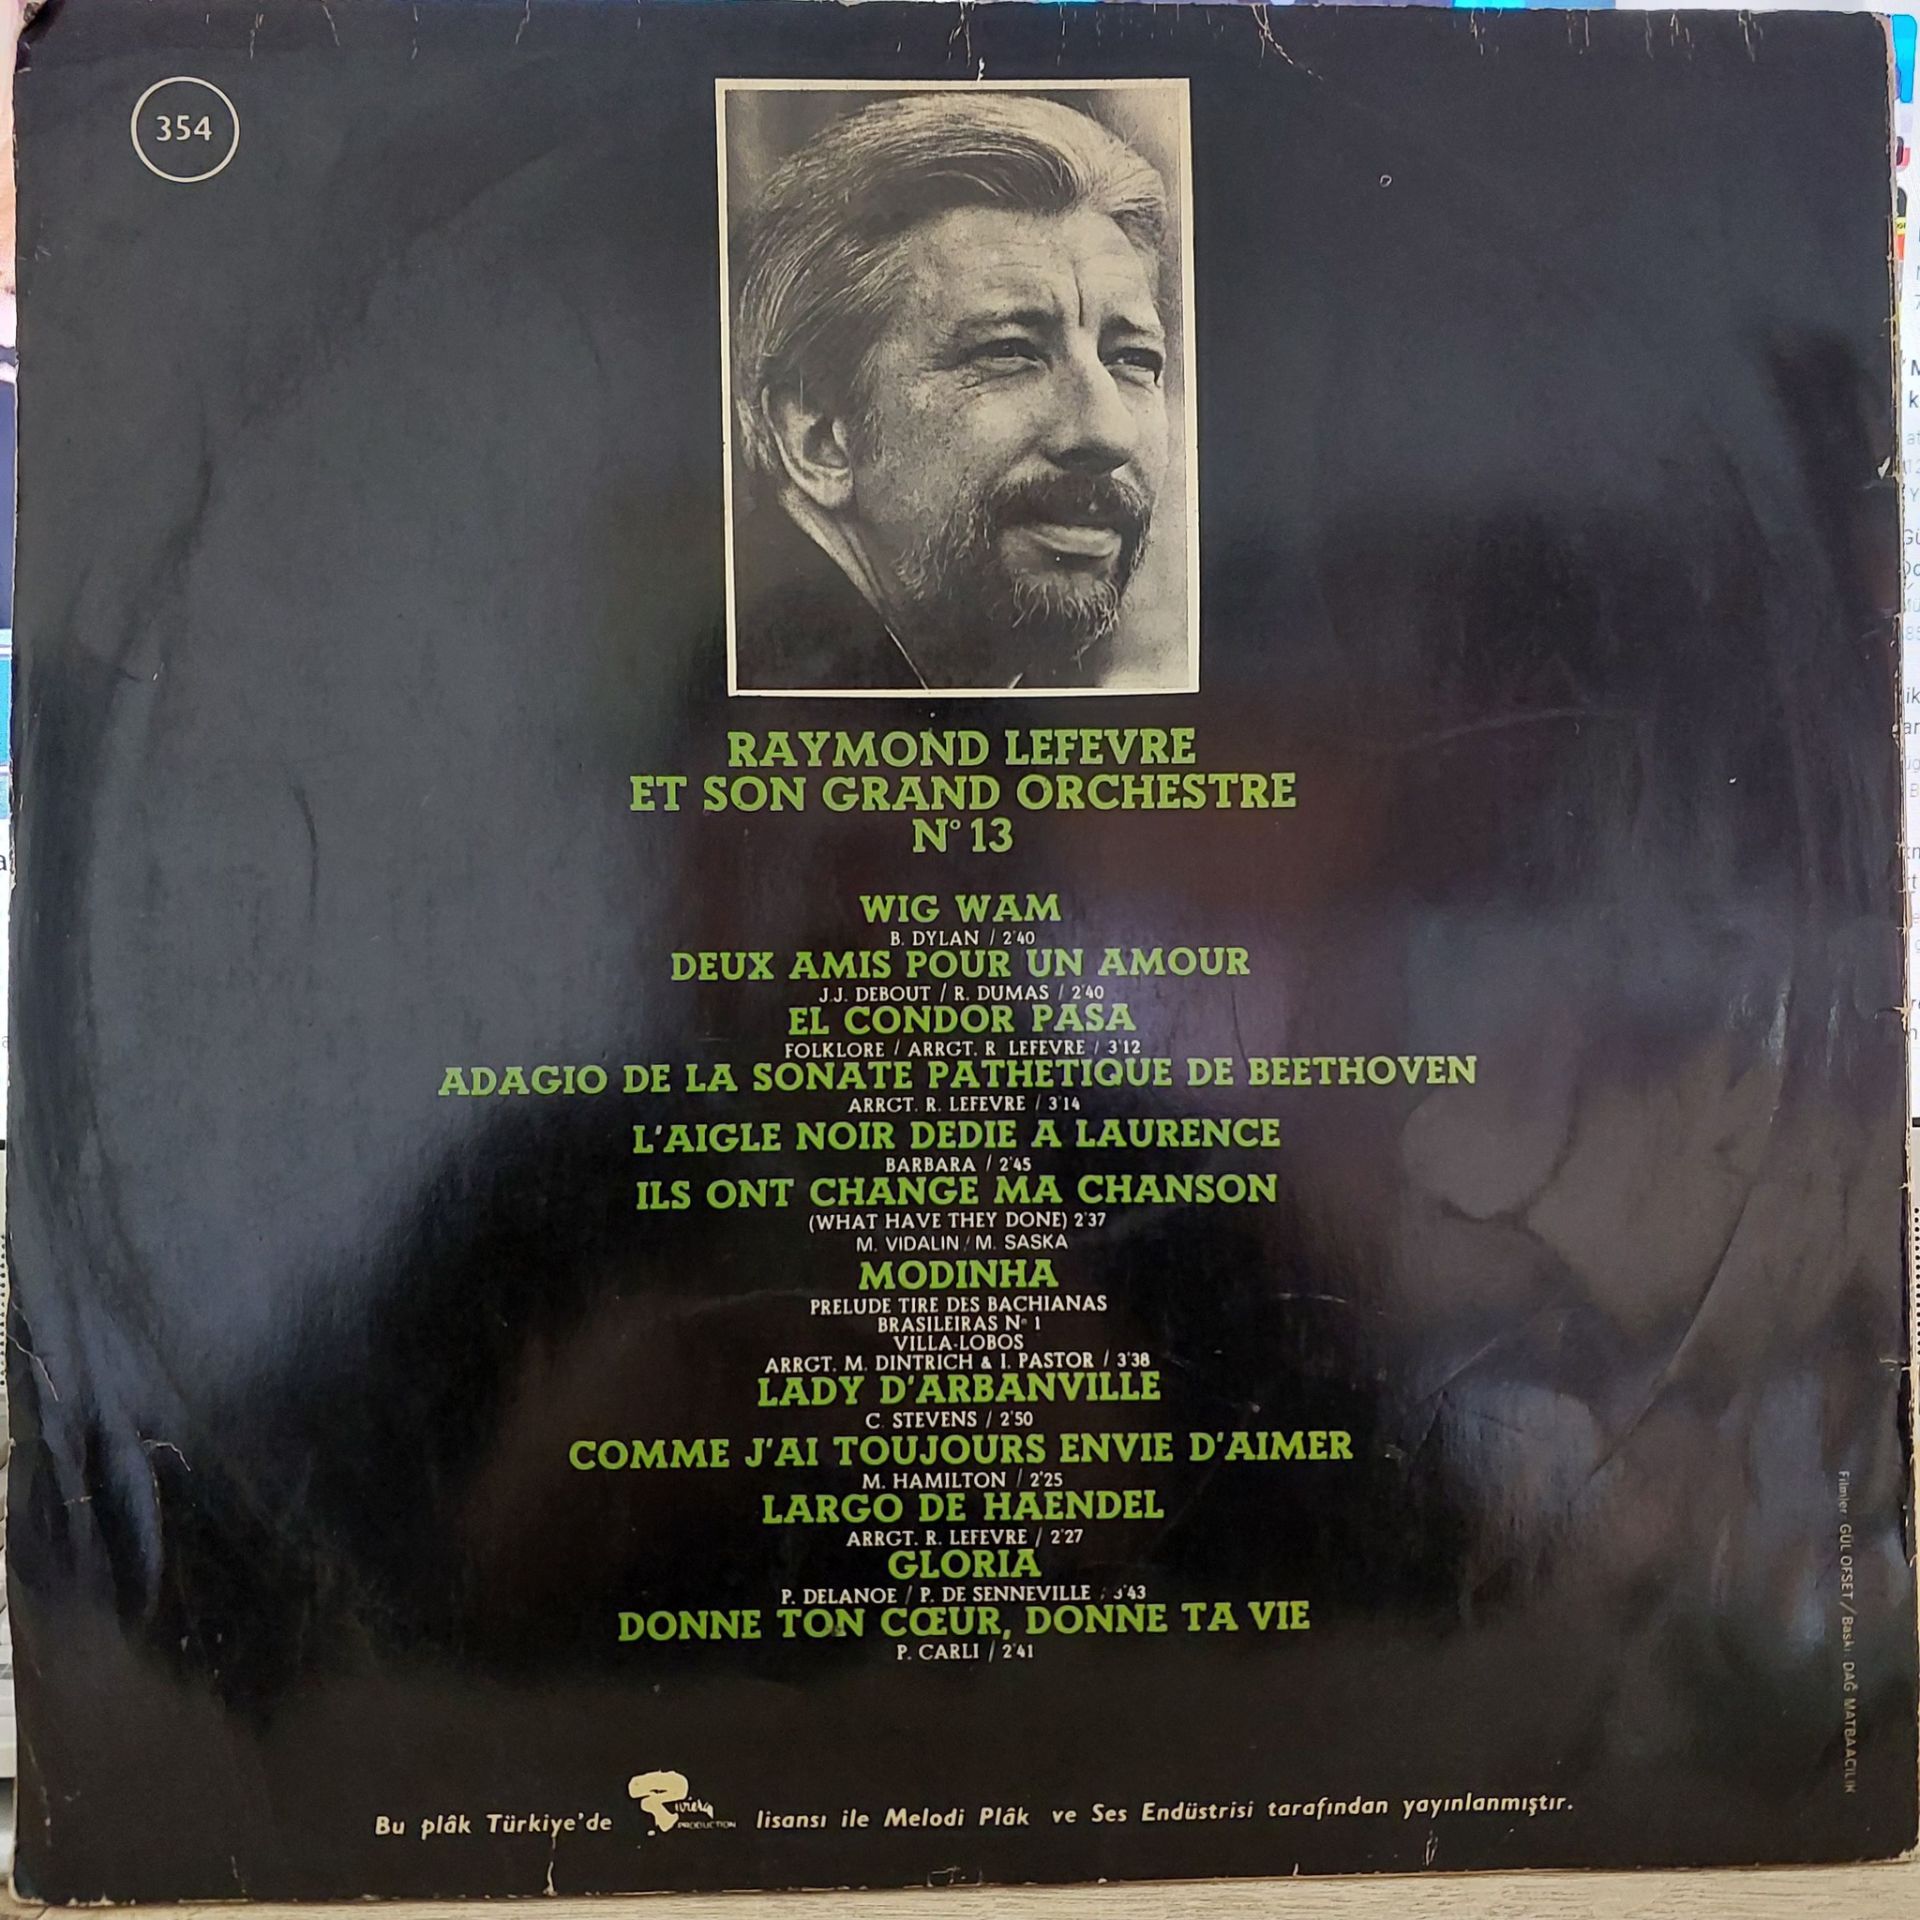 354
RAYMOND LEFEVRE
ET SON GRAND ORCHESTRE
N° 13
WIG WAM
B. DYLAN / 2'40
DEUX AMIS POUR UN AMOUR
J.J. DEBOUT / R. DUMAS / 2'40
EL CONDOR PASA
FOLKLORE / ARRGT. R. LEFEVRE / 3'12
ADAGIO DE LA SONATE PATHETIQUE DE BEETHOVEN
ARRGT. R. LEFEVRE / 3'14
L'AIGLE NOIR DEDIE A LAURENCE
BARBARA / 2'45
ILS ONT CHANGE MA CHANSON
(WHAT HAVE THEY DONE) 2'37
M. VIDALIN / M. SASKA
MODINHA
PRELUDE TIRE DES BACHIANAS
BRASILEIRAS N° 1
VILLA-LOBOS
ARRGT. M. DINTRICH & I. PASTOR / 3'38
LADY D'ARBANVILLE
C. STEVENS / 2'50
COMME J'AI TOUJOURS ENVIE D'AIMER
M. HAMILTON / 2'25
LARGO DE HAENDEL
ARRGT. R. LEFEVRE / 2'27
GLORIA
P. DELANOE / P. DE SENNEVILLE / 3'43
DONNE TON CŒUR, DONNE TA VIE
P. CARLI / 2'41
Filmler GÜL OFSET / Baskı DAĞ MATBAACILIK
Bu plâk Türkiye'de Riviera PRODUCTION lisansı ile Melodi Plâk ve Ses Endüstrisi tarafından yayınlanmıştır.